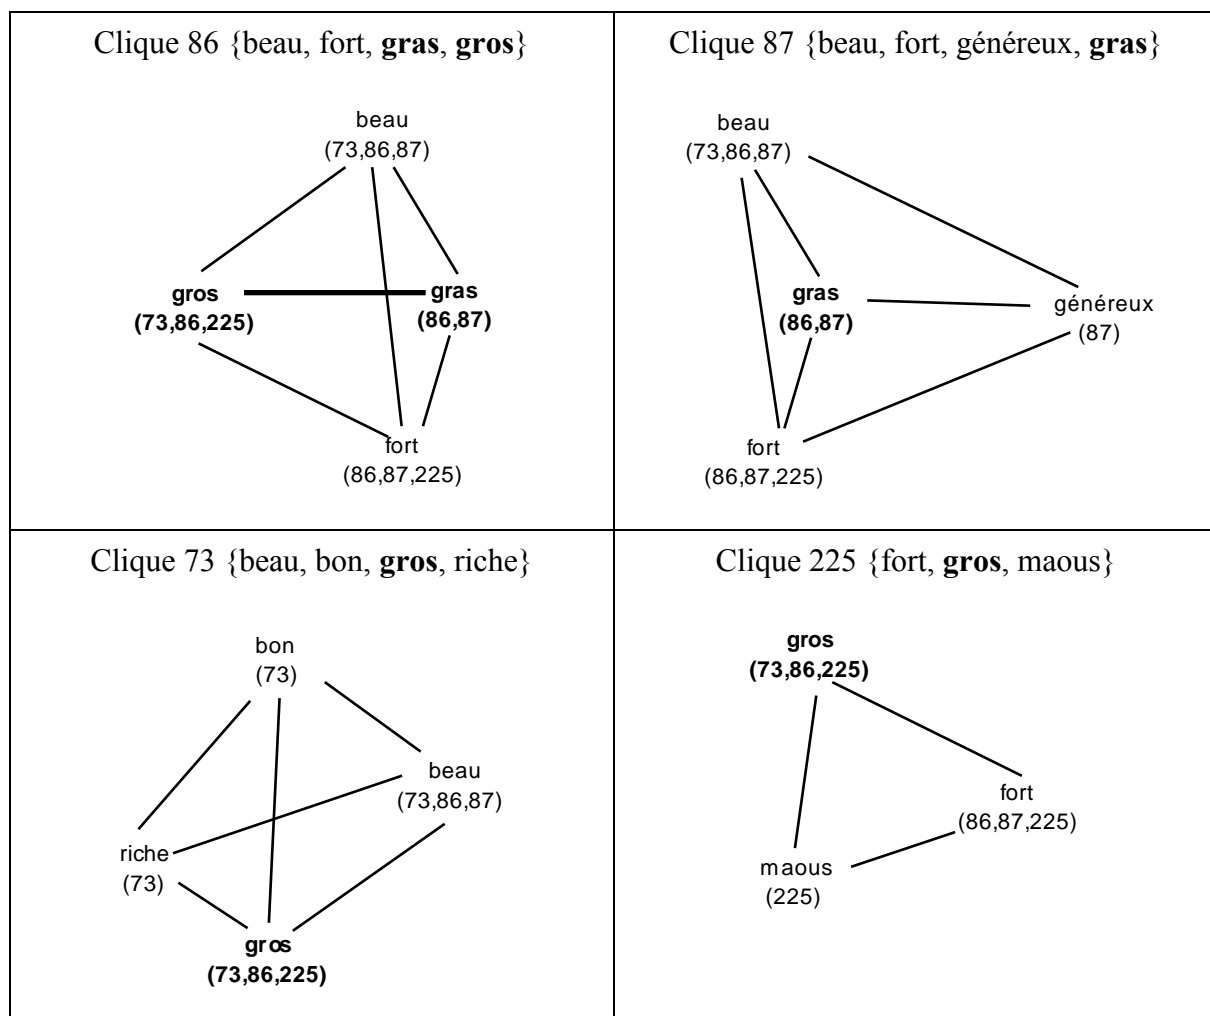 Clique 86 {beau, fort, gras, gros}
beau
(73,86,87)
gros
(73,86,225)
gras
(86,87)
fort
(86,87,225)
Clique 87 {beau, fort, généreux, gras}
beau
(73,86,87)
gras
(86,87)
généreux
(87)
fort
(86,87,225)
Clique 73 {beau, bon, gros, riche}
bon
(73)
beau
(73,86,87)
riche
(73)
gros
(73,86,225)
Clique 225 {fort, gros, maous}
gros
(73,86,225)
fort
(86,87,225)
maous
(225)